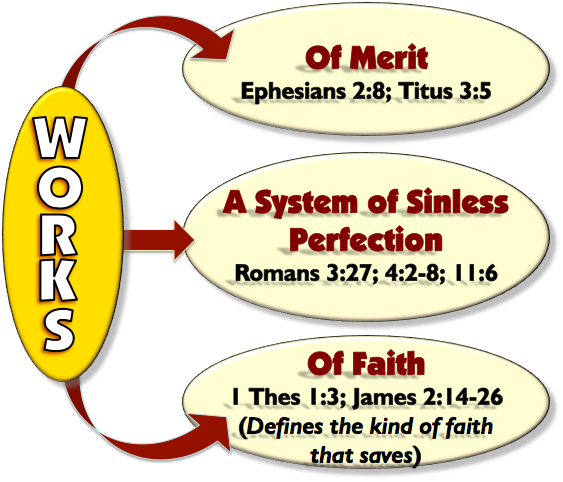 WORKS
Of Merit
Ephesians 2:8; Titus 3:5
A System of Sinless
Perfection
Romans 3:27; 4:2-8; 11:6
Of Faith
1 Thes 1:3; James 2:14-26
(Defines the kind of faith
that saves)